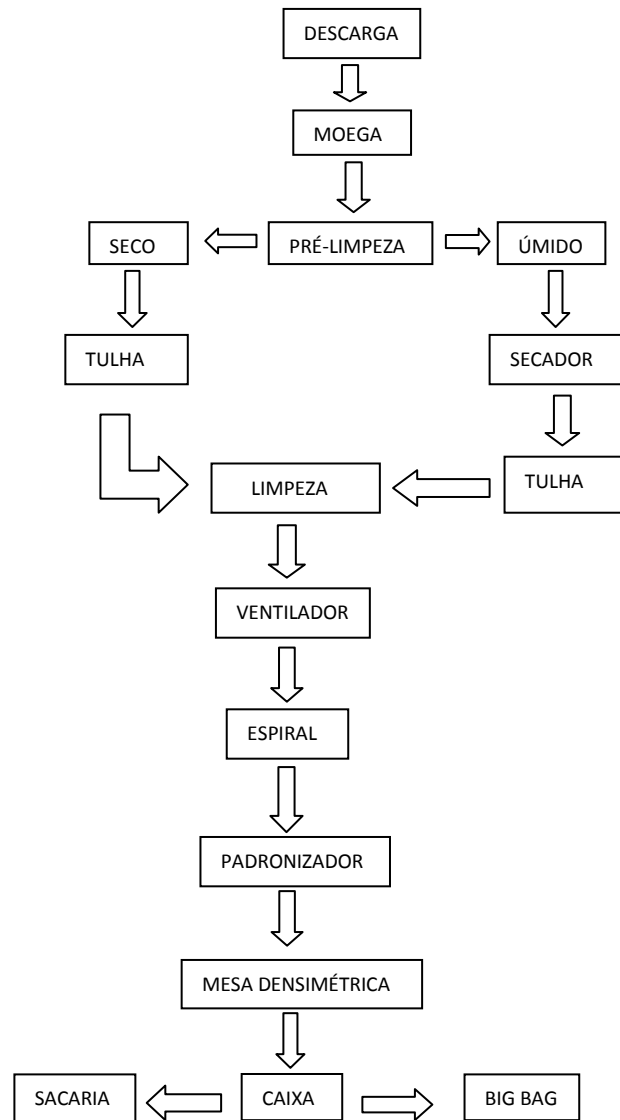 DESCARGA
MOEGA
SECO
PRÉ-LIMPEZA
ÚMIDO
TULHA
SECADOR
LIMPEZA
TULHA
VENTILADOR
ESPIRAL
PADRONIZADOR
MESA DENSIMÉTRICA
SACARIA
CAIXA
BIG BAG